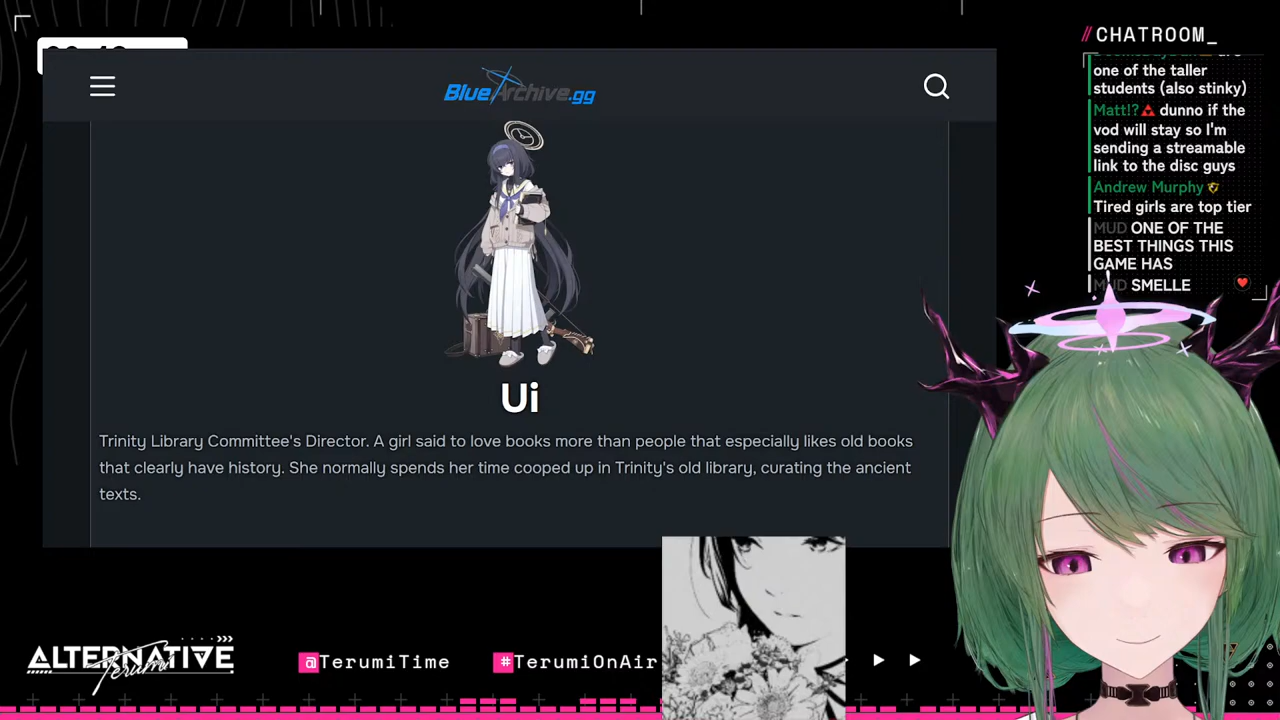 BlueArchive.gg
Ui
Trinity Library Committee's Director. A girl said to love books more than people that especially likes old books
that clearly have history. She normally spends her time cooped up in Trinity's old library, curating the ancient
texts.
//CHATROOM_
one of the taller
students (also stinky)
Matt!? dunno if the
vod will stay so I'm
sending a streamable
link to the disc guys
Andrew Murphy
Tired girls are top tier
MUD ONE OF THE
BEST THINGS THIS
GAME HAS
MUD SMELLE
ALTERNATIVE
Terumi
@TerumiTime
#TerumiOnAir